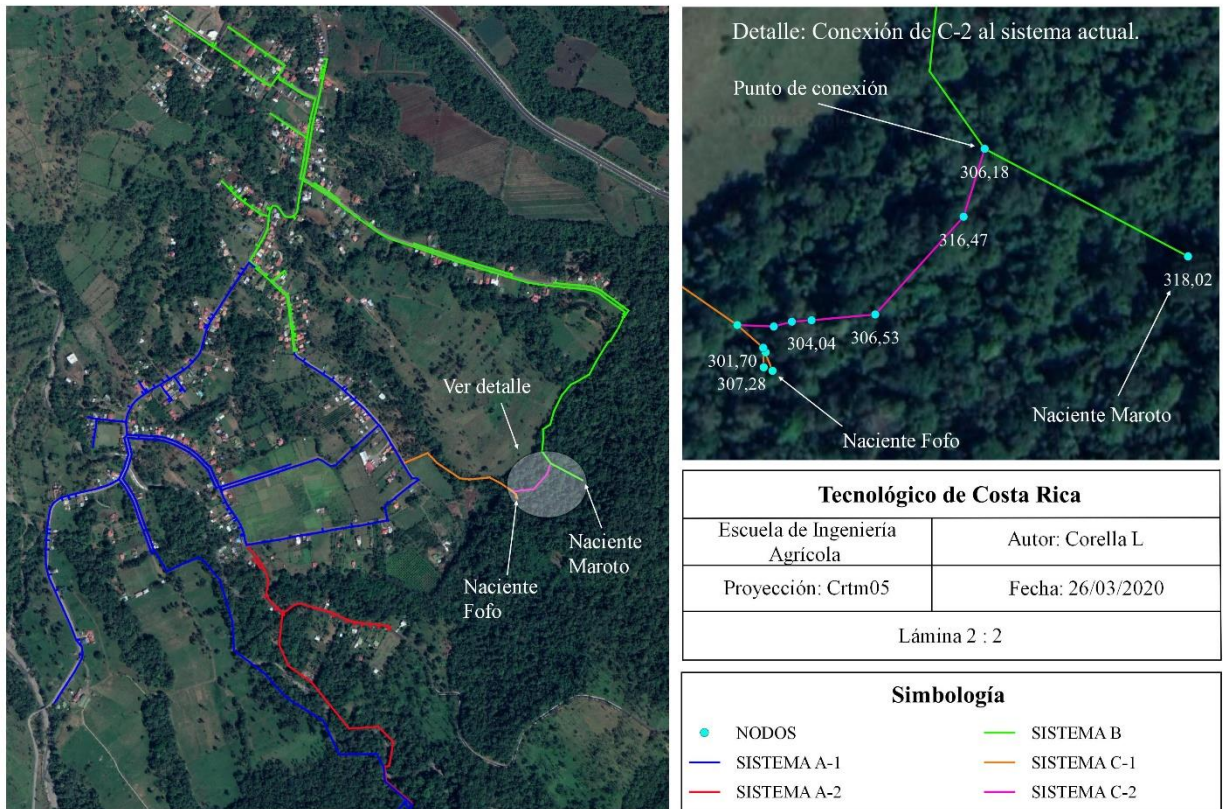 Ver detalle
Naciente
Maroto
Naciente
Fofo
Detalle: Conexión de C-2 al sistema actual.
Punto de conexión
306,18
316,47
318,02
306,53
304,04
301,70
307,28
Naciente Maroto
Naciente Fofo
Tecnológico de Costa Rica
Escuela de Ingeniería
Agrícola
Autor: Corella L
Proyección: Crtm05
Fecha: 26/03/2020
Lámina 2 : 2
Simbología
NODOS
SISTEMA B
SISTEMA A-1
SISTEMA C-1
SISTEMA A-2
SISTEMA C-2